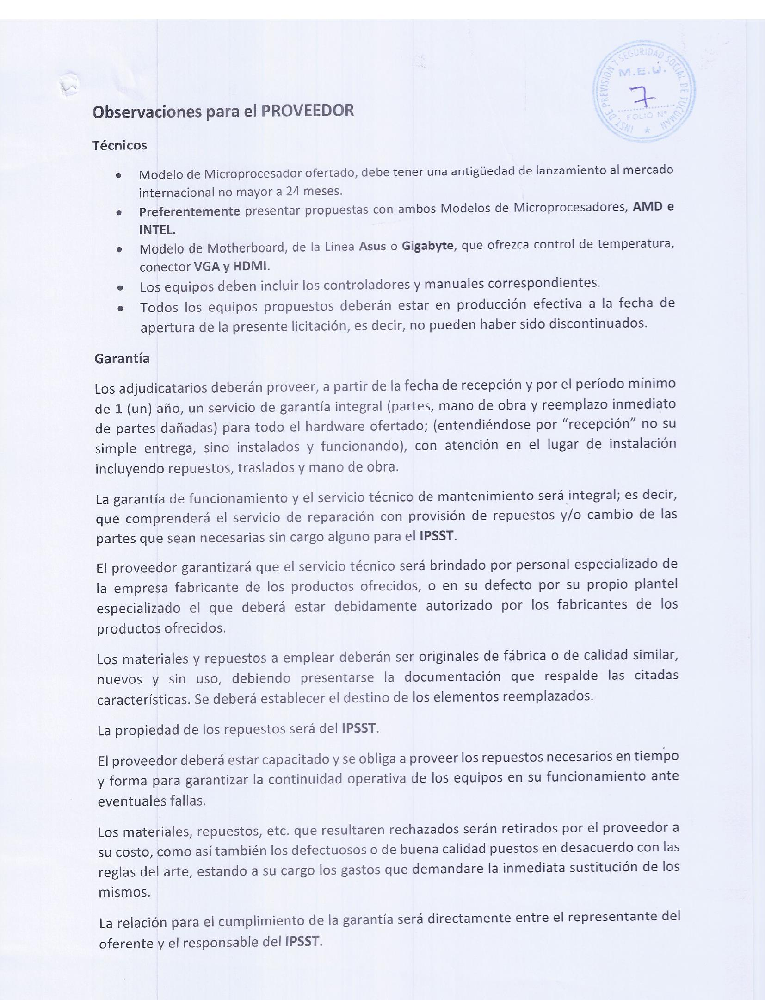 INST. DE PREVISION Y SEGURIDAD SOCIAL DE TUCUMAN
M.E.U.
7
FOLIO Nº
Observaciones para el PROVEEDOR
Técnicos
• Modelo de Microprocesador ofertado, debe tener una antigüedad de lanzamiento al mercado
internacional no mayor a 24 meses.
• Preferentemente presentar propuestas con ambos Modelos de Microprocesadores, AMD e
INTEL.
• Modelo de Motherboard, de la Línea Asus o Gigabyte, que ofrezca control de temperatura,
conector VGA y HDMI.
• Los equipos deben incluir los controladores y manuales correspondientes.
• Todos los equipos propuestos deberán estar en producción efectiva a la fecha de
apertura de la presente licitación, es decir, no pueden haber sido discontinuados.
Garantía
Los adjudicatarios deberán proveer, a partir de la fecha de recepción y por el período mínimo
de 1 (un) año, un servicio de garantía integral (partes, mano de obra y reemplazo inmediato
de partes dañadas) para todo el hardware ofertado; (entendiéndose por “recepción” no su
simple entrega, sino instalados y funcionando), con atención en el lugar de instalación
incluyendo repuestos, traslados y mano de obra.
La garantía de funcionamiento y el servicio técnico de mantenimiento será integral; es decir,
que comprenderá el servicio de reparación con provisión de repuestos y/o cambio de las
partes que sean necesarias sin cargo alguno para el IPSST.
El proveedor garantizará que el servicio técnico será brindado por personal especializado de
la empresa fabricante de los productos ofrecidos, o en su defecto por su propio plantel
especializado el que deberá estar debidamente autorizado por los fabricantes de los
productos ofrecidos.
Los materiales y repuestos a emplear deberán ser originales de fábrica o de calidad similar,
nuevos y sin uso, debiendo presentarse la documentación que respalde las citadas
características. Se deberá establecer el destino de los elementos reemplazados.
La propiedad de los repuestos será del IPSST.
El proveedor deberá estar capacitado y se obliga a proveer los repuestos necesarios en tiempo
y forma para garantizar la continuidad operativa de los equipos en su funcionamiento ante
eventuales fallas.
Los materiales, repuestos, etc. que resultaren rechazados serán retirados por el proveedor a
su costo, como así también los defectuosos o de buena calidad puestos en desacuerdo con las
reglas del arte, estando a su cargo los gastos que demandare la inmediata sustitución de los
mismos.
La relación para el cumplimiento de la garantía será directamente entre el representante del
oferente y el responsable del IPSST.